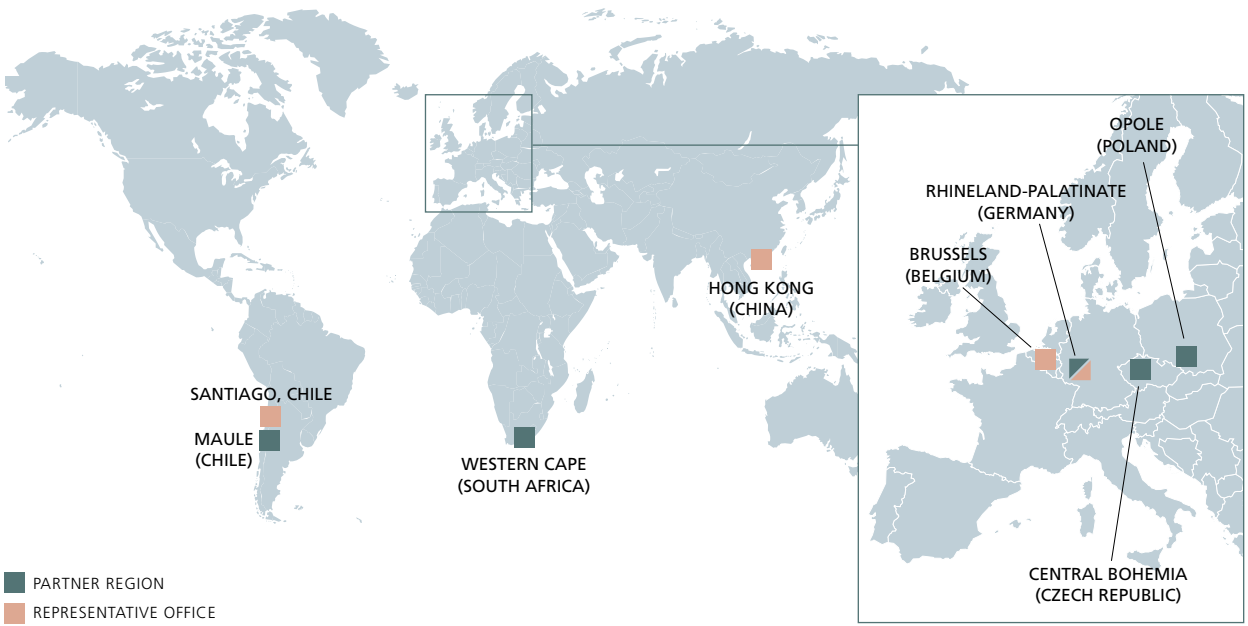 OPOLE
(POLAND)
RHINELAND-PALATINATE
(GERMANY)
BRUSSELS
(BELGIUM)
HONG KONG
(CHINA)
SANTIAGO, CHILE
MAULE
(CHILE)
WESTERN CAPE
(SOUTH AFRICA)
CENTRAL BOHEMIA
(CZECH REPUBLIC)
PARTNER REGION
REPRESENTATIVE OFFICE